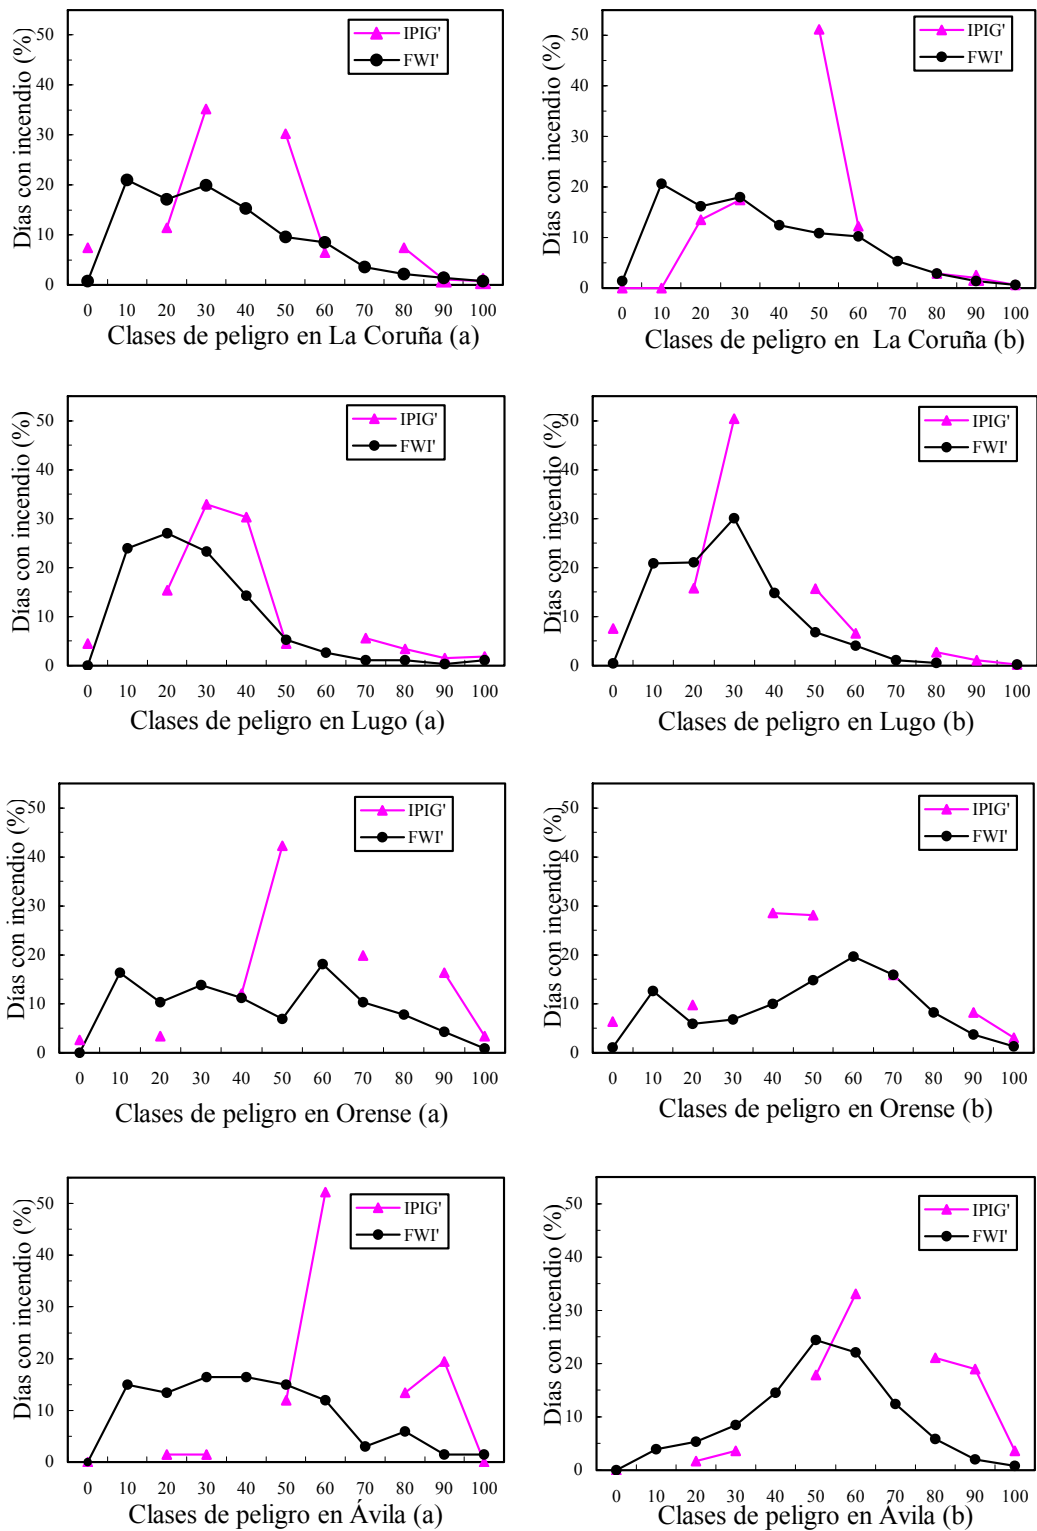 Días con incendio (%)
50
40
30
20
10
0
IPIG'
FWI'
0 10 20 30 40 50 60 70 80 90 100
Clases de peligro en La Coruña (a)
Días con incendio (%)
50
40
30
20
10
0
IPIG'
FWI'
0 10 20 30 40 50 60 70 80 90 100
Clases de peligro en La Coruña (b)
Días con incendio (%)
50
40
30
20
10
0
IPIG'
FWI'
0 10 20 30 40 50 60 70 80 90 100
Clases de peligro en Lugo (a)
Días con incendio (%)
50
40
30
20
10
0
IPIG'
FWI'
0 10 20 30 40 50 60 70 80 90 100
Clases de peligro en Lugo (b)
Días con incendio (%)
50
40
30
20
10
0
IPIG'
FWI'
0 10 20 30 40 50 60 70 80 90 100
Clases de peligro en Orense (a)
Días con incendio (%)
50
40
30
20
10
0
IPIG'
FWI'
0 10 20 30 40 50 60 70 80 90 100
Clases de peligro en Orense (b)
Días con incendio (%)
50
40
30
20
10
0
IPIG'
FWI'
0 10 20 30 40 50 60 70 80 90 100
Clases de peligro en Ávila (a)
Días con incendio (%)
50
40
30
20
10
0
IPIG'
FWI'
0 10 20 30 40 50 60 70 80 90 100
Clases de peligro en Ávila (b)